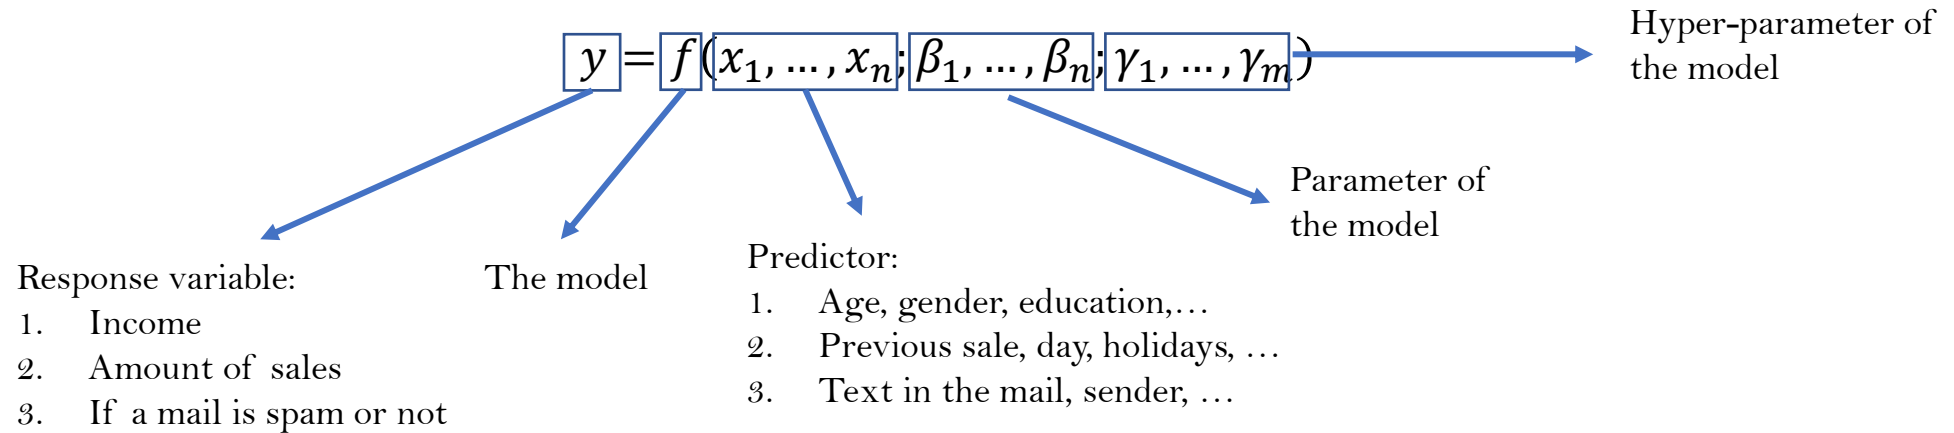 y = f(x₁, … , xₙ; β₁, … , βₙ; γ₁, … , γₘ)
Hyper-parameter of
the model
Parameter of
the model
Response variable:
1. Income
2. Amount of sales
3. If a mail is spam or not
The model
Predictor:
1. Age, gender, education,…
2. Previous sale, day, holidays, …
3. Text in the mail, sender, …